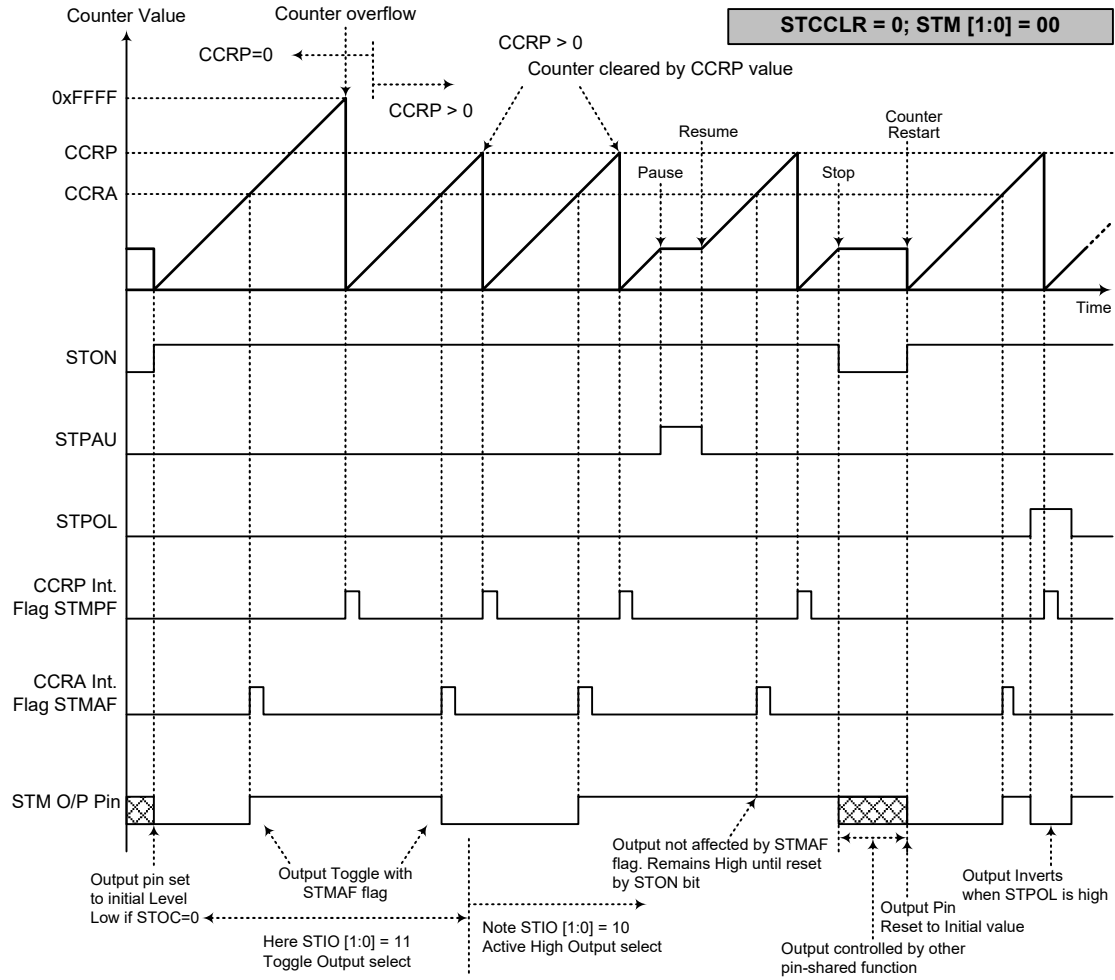 Counter Value
Counter overflow
STCCLR = 0; STM [1:0] = 00
CCRP=0
CCRP > 0
CCRP > 0
Counter cleared by CCRP value
0xFFFF
CCRP
CCRA
Pause
Resume
Stop
Counter
Restart
Time
STON
STPAU
STPOL
CCRP Int.
Flag STMPF
CCRA Int.
Flag STMAF
STM O/P Pin
Output pin set
to initial Level
Low if STOC=0
Output Toggle with
STMAF flag
Output not affected by STMAF
flag. Remains High until reset
by STON bit
Output Inverts
when STPOL is high
Output Pin
Reset to Initial value
Here STIO [1:0] = 11
Toggle Output select
Note STIO [1:0] = 10
Active High Output select
Output controlled by other
pin-shared function